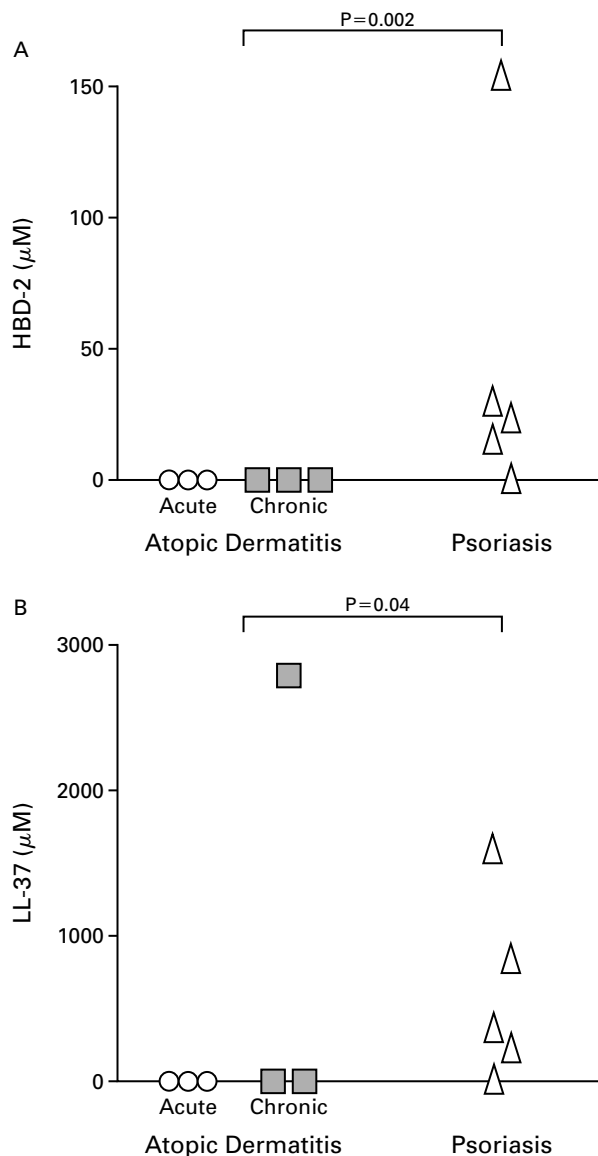 P=0.002
A
150
100
50
0
HBD-2 (μM)
Acute Chronic
Atopic Dermatitis Psoriasis
P=0.04
B
3000
2000
1000
0
LL-37 (μM)
Acute Chronic
Atopic Dermatitis Psoriasis